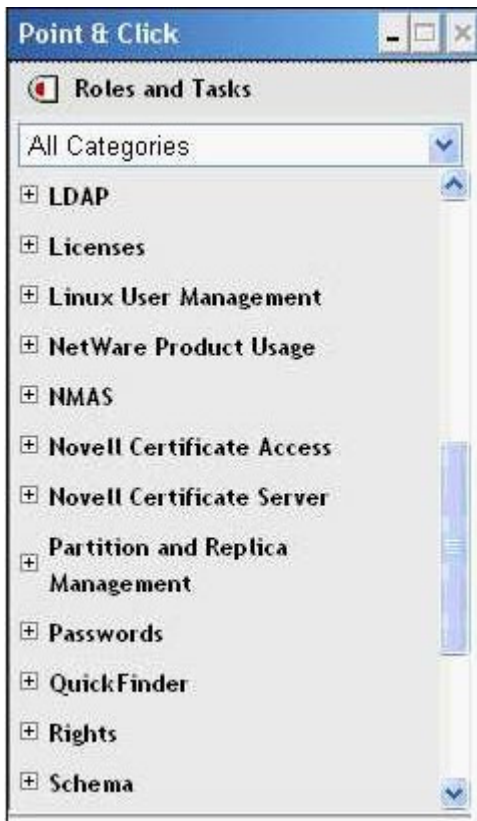 Point & Click
Roles and Tasks
All Categories
LDAP
Licenses
Linux User Management
NetWare Product Usage
NMAS
Novell Certificate Access
Novell Certificate Server
Partition and Replica
Management
Passwords
QuickFinder
Rights
Schema